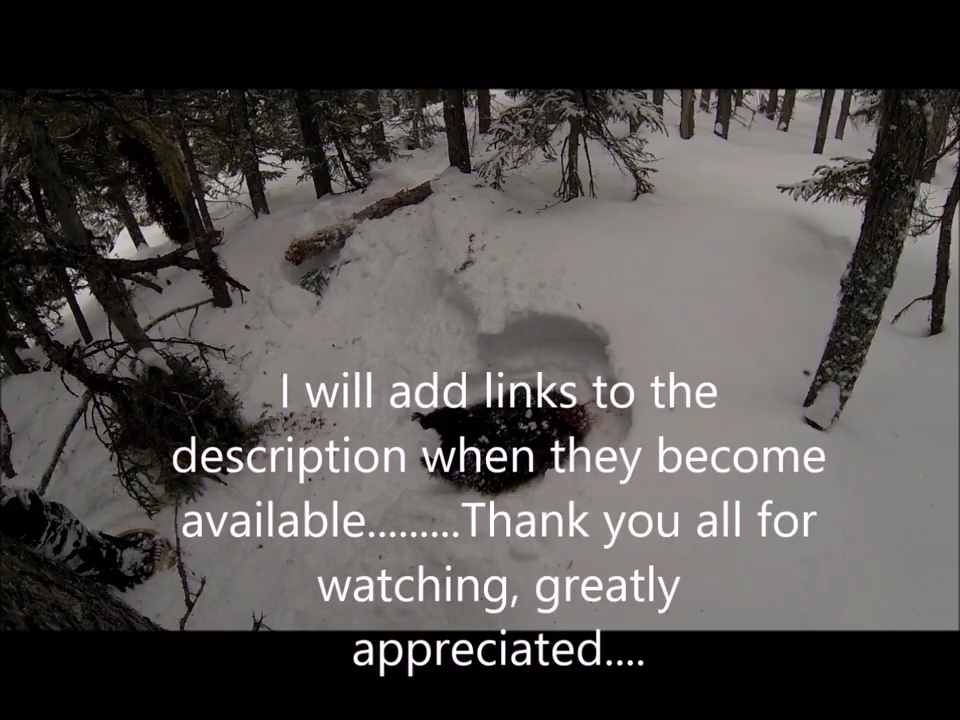 I will add links to the
description when they become
available.........Thank you all for
watching, greatly
appreciated....